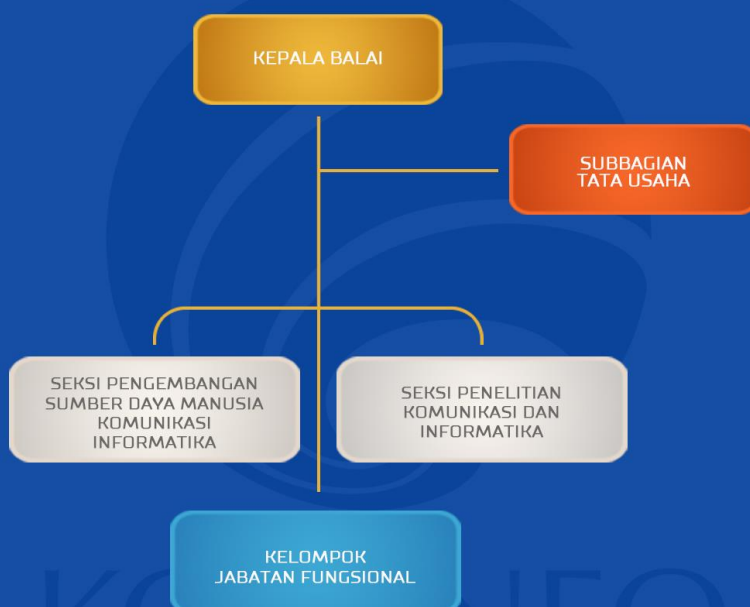 KEPALA BALAI
SUBBAGIAN
TATA USAHA
SEKSI PENGEMBANGAN
SUMBER DAYA MANUSIA
KOMUNIKASI
INFORMATIKA
SEKSI PENELITIAN
KOMUNIKASI DAN
INFORMATIKA
KELOMPOK
JABATAN FUNGSIONAL